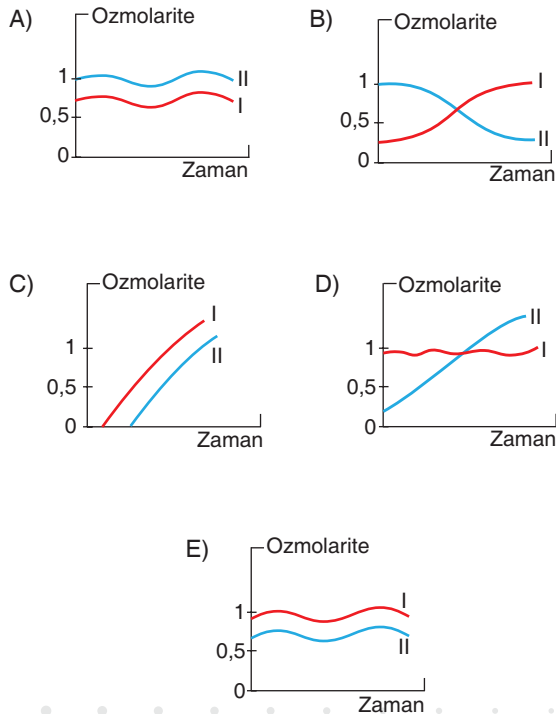 A)
Ozmolarite
1
0,5
0
II
I
Zaman
B)
Ozmolarite
1
0,5
0
I
II
Zaman
C)
Ozmolarite
1
0,5
0
I
II
Zaman
D)
Ozmolarite
1
0,5
0
II
I
Zaman
E)
Ozmolarite
1
0,5
0
I
II
Zaman